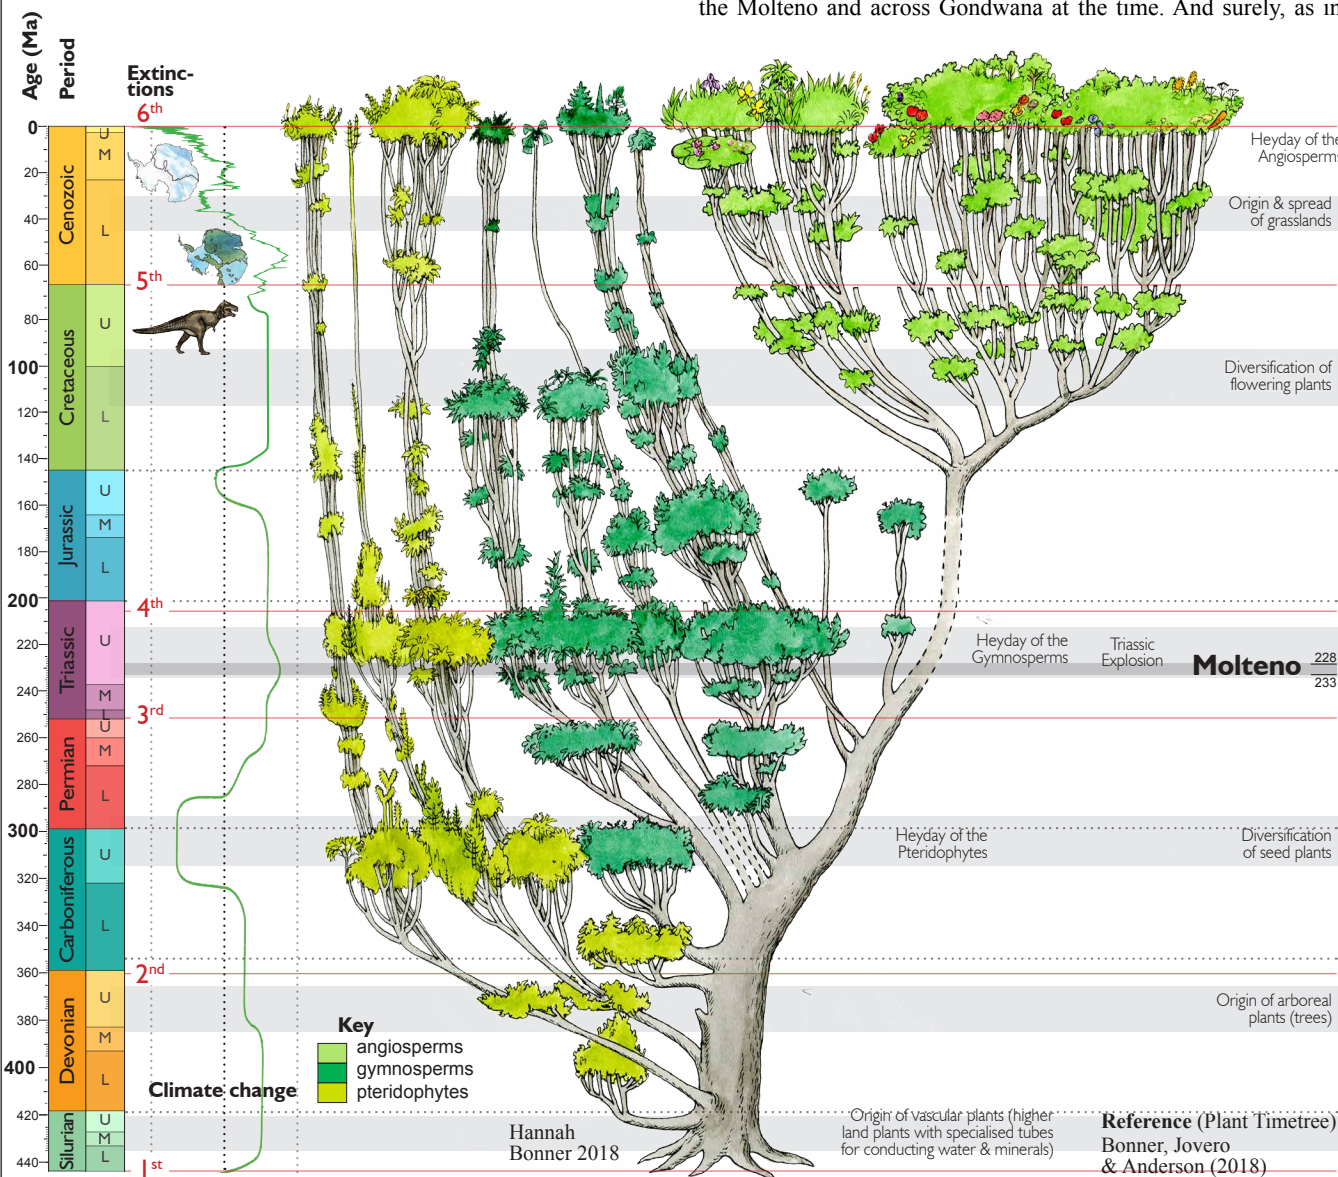 the Molteno and across Gondwana at the time. And surely, as in
Age (Ma)
Period
Extinc-
tions
6th
0
20
40
60
80
100
120
140
160
180
200
220
240
260
280
300
320
340
360
380
400
420
440
Cenozoic
U
M
L
Cretaceous
U
L
Jurassic
U
M
L
Triassic
U
M
L
Permian
U
M
L
Carboniferous
U
L
Devonian
U
M
L
Silurian
U
M
L
5th
4th
3rd
2nd
1st
Heyday of the
Angiosperms
Origin & spread
of grasslands
Diversification of
flowering plants
Heyday of the
Gymnosperms
Triassic
Explosion
Molteno
228
233
Heyday of the
Pteridophytes
Diversification
of seed plants
Origin of arboreal
plants (trees)
Key
angiosperms
gymnosperms
pteridophytes
Climate change
Hannah
Bonner 2018
Origin of vascular plants (higher
land plants with specialised tubes
for conducting water & minerals)
Reference (Plant Timetree)
Bonner, Jovero
& Anderson (2018)